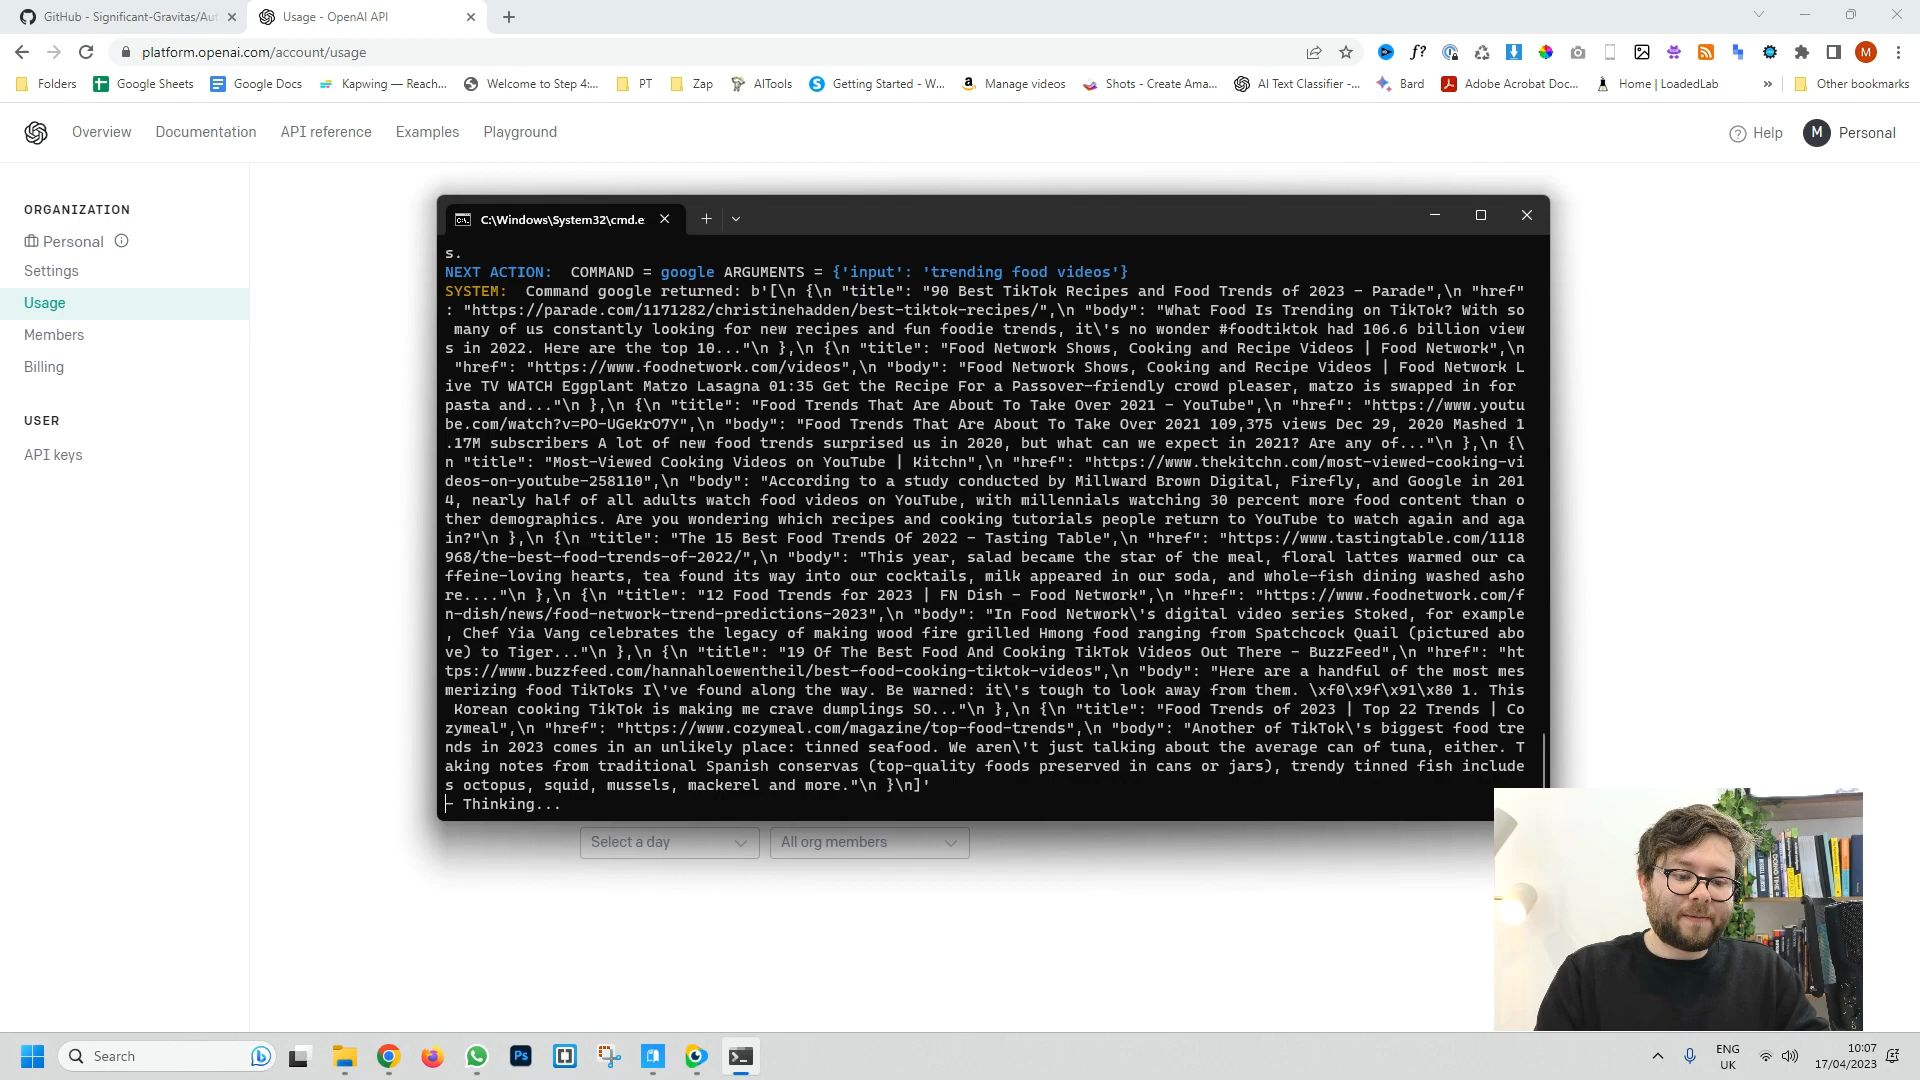 GitHub - Significant-Gravitas/Aut
Usage - OpenAI API
platform.openai.com/account/usage
Folders
Google Sheets
Google Docs
Kapwing — Reach...
Welcome to Step 4:...
PT
Zap
AITools
Getting Started - W...
Manage videos
Shots - Create Ama...
AI Text Classifier -...
Bard
Adobe Acrobat Doc...
Home | LoadedLab
»
Other bookmarks
Overview
Documentation
API reference
Examples
Playground
Help
M
Personal
ORGANIZATION
Personal
Settings
Usage
Members
Billing
USER
API keys
C:\Windows\System32\cmd.e
s.
NEXT ACTION:  COMMAND = google ARGUMENTS = {'input': 'trending food videos'}
SYSTEM:  Command google returned: b'[\n {\n "title": "90 Best TikTok Recipes and Food Trends of 2023 - Parade",\n "href"
: "https://parade.com/1171282/christinehadden/best-tiktok-recipes/",\n "body": "What Food Is Trending on TikTok? With so
 many of us constantly looking for new recipes and fun foodie trends, it\'s no wonder #foodtiktok had 106.6 billion view
s in 2022. Here are the top 10..."\n },\n {\n "title": "Food Network Shows, Cooking and Recipe Videos | Food Network",\n
 "href": "https://www.foodnetwork.com/videos",\n "body": "Food Network Shows, Cooking and Recipe Videos | Food Network L
ive TV WATCH Eggplant Matzo Lasagna 01:35 Get the Recipe For a Passover-friendly crowd pleaser, matzo is swapped in for
pasta and..."\n },\n {\n "title": "Food Trends That Are About To Take Over 2021 - YouTube",\n "href": "https://www.youtu
be.com/watch?v=PO-UGeKrO7Y",\n "body": "Food Trends That Are About To Take Over 2021 109,375 views Dec 29, 2020 Mashed 1
.17M subscribers A lot of new food trends surprised us in 2020, but what can we expect in 2021? Are any of..."\n },\n {\
n "title": "Most-Viewed Cooking Videos on YouTube | Kitchn",\n "href": "https://www.thekitchn.com/most-viewed-cooking-vi
deos-on-youtube-258110",\n "body": "According to a study conducted by Millward Brown Digital, Firefly, and Google in 201
4, nearly half of all adults watch food videos on YouTube, with millennials watching 30 percent more food content than o
ther demographics. Are you wondering which recipes and cooking tutorials people return to YouTube to watch again and aga
in?"\n },\n {\n "title": "The 15 Best Food Trends Of 2022 - Tasting Table",\n "href": "https://www.tastingtable.com/1118
968/the-best-food-trends-of-2022/",\n "body": "This year, salad became the star of the meal, floral lattes warmed our ca
ffeine-loving hearts, tea found its way into our cocktails, milk appeared in our soda, and whole-fish dining washed asho
re...."\n },\n {\n "title": "12 Food Trends for 2023 | FN Dish - Food Network",\n "href": "https://www.foodnetwork.com/f
n-dish/news/food-network-trend-predictions-2023",\n "body": "In Food Network\'s digital video series Stoked, for example
, Chef Yia Vang celebrates the legacy of making wood fire grilled Hmong food ranging from Spatchcock Quail (pictured abo
ve) to Tiger..."\n },\n {\n "title": "19 Of The Best Food And Cooking TikTok Videos Out There - BuzzFeed",\n "href": "ht
tps://www.buzzfeed.com/hannahloewentheil/best-food-cooking-tiktok-videos",\n "body": "Here are a handful of the most mes
merizing food TikToks I\'ve found along the way. Be warned: it\'s tough to look away from them. \xf0\x9f\x91\x80 1. This
 Korean cooking TikTok is making me crave dumplings SO..."\n },\n {\n "title": "Food Trends of 2023 | Top 22 Trends | Co
zymeal",\n "href": "https://www.cozymeal.com/magazine/top-food-trends",\n "body": "Another of TikTok\'s biggest food tre
nds in 2023 comes in an unlikely place: tinned seafood. We aren\'t just talking about the average can of tuna, either. T
aking notes from traditional Spanish conservas (top-quality foods preserved in cans or jars), trendy tinned fish include
s octopus, squid, mussels, mackerel and more."\n }\n]'
- Thinking...
Select a day
All org members
Search
Ps
ENG
UK
10:07
17/04/2023